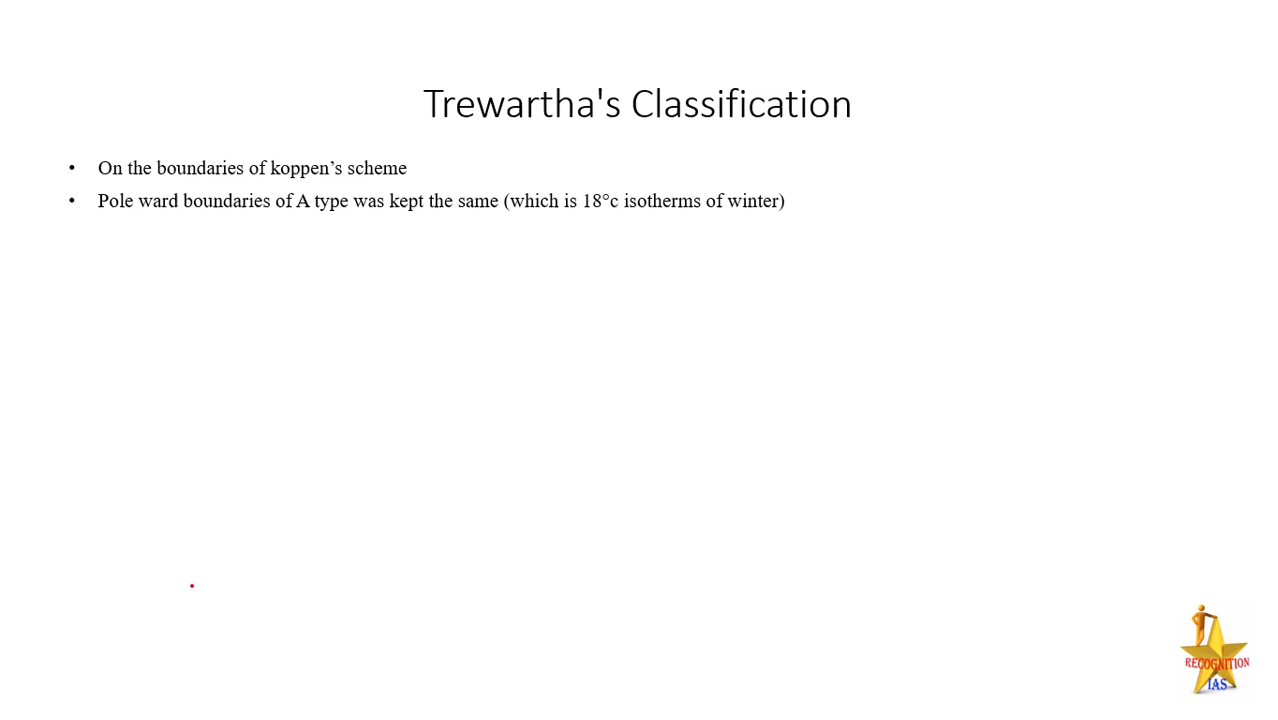 Trewartha's Classification
• On the boundaries of koppen’s scheme
• Pole ward boundaries of A type was kept the same (which is 18°c isotherms of winter)
RECOGNITION
IAS